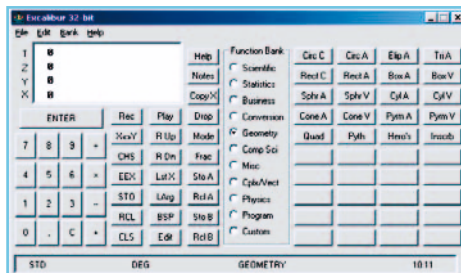 Excalibur 32-bit
File Edit Bank Help
T 0
Z 0
Y 0
X 0
Help
Notes
Copy X
ENTER Rec Play Drop
7 8 9 X<>Y R Up Mode
CHS R Dn Frac
4 5 6 × EEX Lst X Sto A
1 2 3 − STO LArg Rcl A
RCL BSP Sto B
0 . C CLS Edit Rcl B
Function Bank
Scientific
Statistics
Business
Conversion
Geometry
Comp Sci
Misc
Cplx/Vect
Physics
Program
Custom
Circ C Circ A Elip A Tri A
Rect C Rect A Box A Box V
Sphr A Sphr V Cyl A Cyl V
Cone A Cone V Pyrm A Pyrm V
Quad Pyth Hero's Inscrb
STD DEG GEOMETRY 10:11